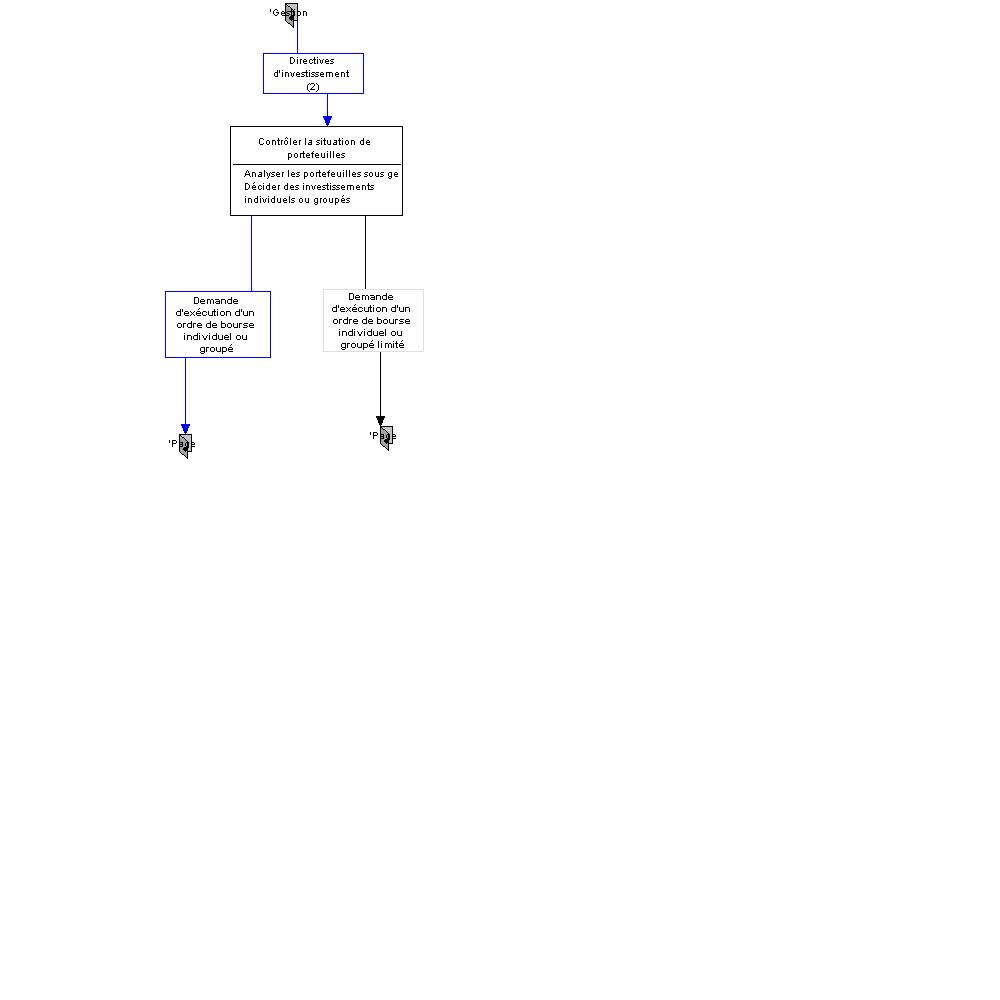 'Gestion
Directives
d'investissement
(2)
Contrôler la situation de
portefeuilles
Analyser les portefeuilles sous ge
Décider des investissements
individuels ou groupés
Demande
d'exécution d'un
ordre de bourse
individuel ou
groupé
Demande
d'exécution d'un
ordre de bourse
individuel ou
groupé limité
'Page
'Page